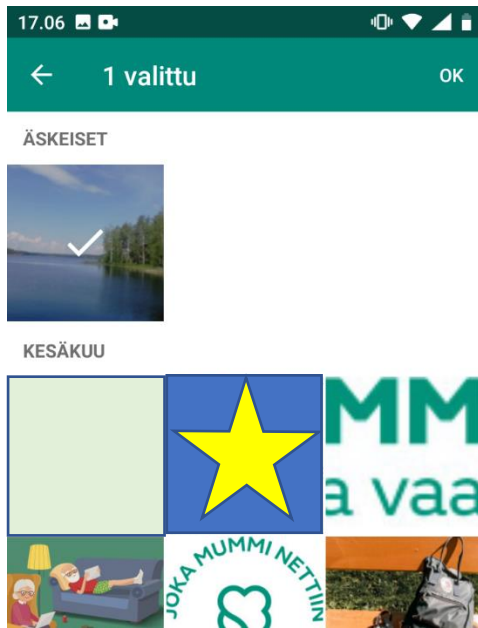 17.06
1 valittu
OK
ÄSKEISET
KESÄKUU
MM
a vaa
JOKA MUMMI NETTIIN